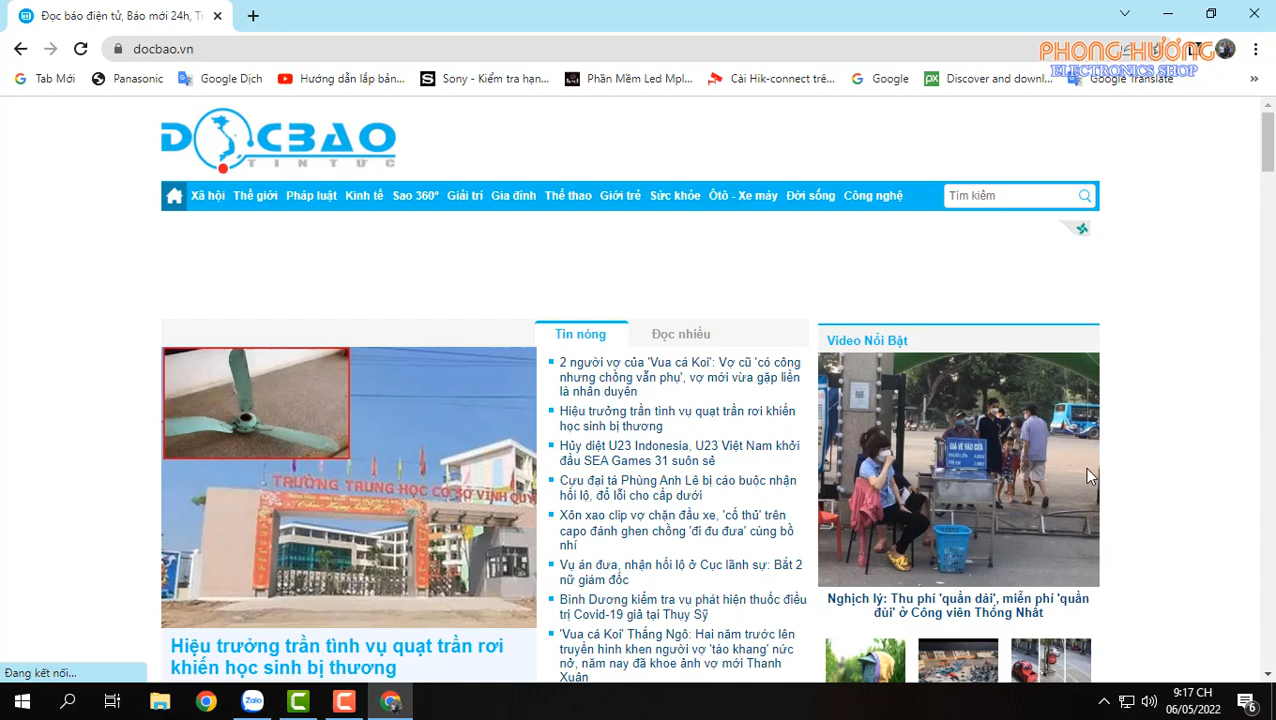 Đọc báo điện tử, Báo mới 24h, Ti
docbao.vn
PHONG HƯƠNG
ELECTRONICS SHOP
Tab Mới
Panasonic
Google Dịch
Hướng dẫn lắp bản...
Sony - Kiểm tra hạn...
Phần Mềm Led Mpl...
Cài Hik-connect trê...
Google
Discover and downl...
Google Translate
DOCBAO
TIN TỨC
Xã hội Thế giới Pháp luật Kinh tế Sao 360° Giải trí Gia đình Thể thao Giới trẻ Sức khỏe Ôtô - Xe máy Đời sống Công nghệ
Tìm kiếm
Tin nóng
Đọc nhiều
Video Nổi Bật
TRƯỜNG TRUNG HỌC CƠ SỞ VĨNH QUỲ
Hiệu trưởng trần tình vụ quạt trần rơi
khiến học sinh bị thương
2 người vợ của 'Vua cá Koi': Vợ cũ 'có công
nhưng chồng vẫn phụ', vợ mới vừa gặp liền
là nhân duyên
Hiệu trưởng trần tình vụ quạt trần rơi khiến
học sinh bị thương
Hủy diệt U23 Indonesia, U23 Việt Nam khởi
đầu SEA Games 31 suôn sẻ
Cựu đại tá Phùng Anh Lê bị cáo buộc nhận
hối lộ, đổ lỗi cho cấp dưới
Xôn xao clip vợ chặn đầu xe, 'cố thủ' trên
capo đánh ghen chồng 'đi đu đưa' cùng bồ
nhí
Vụ án đưa, nhận hối lộ ở Cục lãnh sự: Bắt 2
nữ giám đốc
Bình Dương kiểm tra vụ phát hiện thuốc điều
trị Covid-19 giả tại Thụy Sỹ
'Vua cá Koi' Thắng Ngô: Hai năm trước lên
truyền hình khen người vợ 'tào khang' nức
nở, năm nay đã khoe ảnh vợ mới Thanh
Xuân
GIÁ VÉ VÀO CỬA
Nghịch lý: Thu phí 'quần dài', miễn phí 'quần
đùi' ở Công viên Thống Nhất
Đang kết nối...
Zalo
9:17 CH
06/05/2022
6